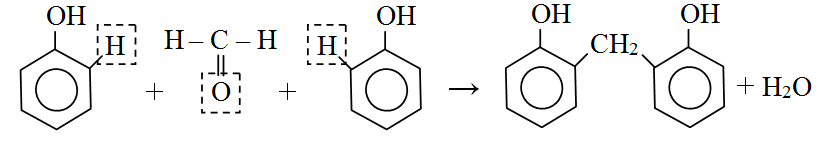 OH OH OH OH
H H – C – H H CH₂
O
+ + → + H₂O